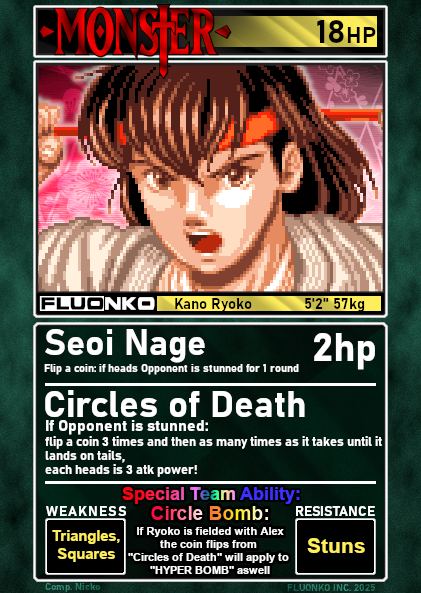 MONSTER
18HP
FLUONKO
Kano Ryoko
5'2" 57kg
Seoi Nage
2hp
Flip a coin: if heads Opponent is stunned for 1 round
Circles of Death
If Opponent is stunned:
flip a coin 3 times and then as many times as it takes until it
lands on tails,
each heads is 3 atk power!
Special Team Ability:
Circle Bomb:
WEAKNESS
Triangles,
Squares
If Ryoko is fielded with Alex
the coin flips from
"Circles of Death" will apply to
"HYPER BOMB" aswell
RESISTANCE
Stuns
Comp. Nicko
FLUONKO INC. 2025